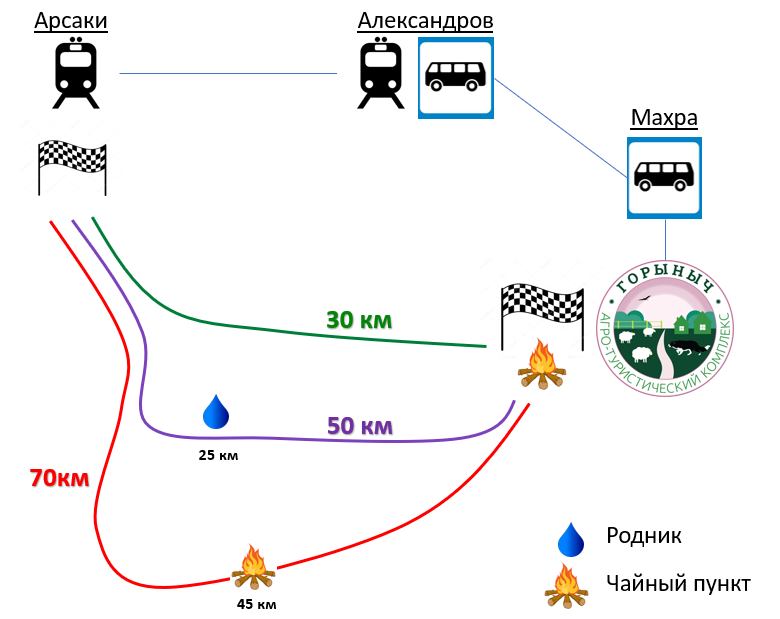 Арсаки
Александров
Махра
ГОРЫНЫЧ
АГРО-ТУРИСТИЧЕСКИЙ КОМПЛЕКС
30 км
50 км
25 км
70км
45 км
Родник
Чайный пункт